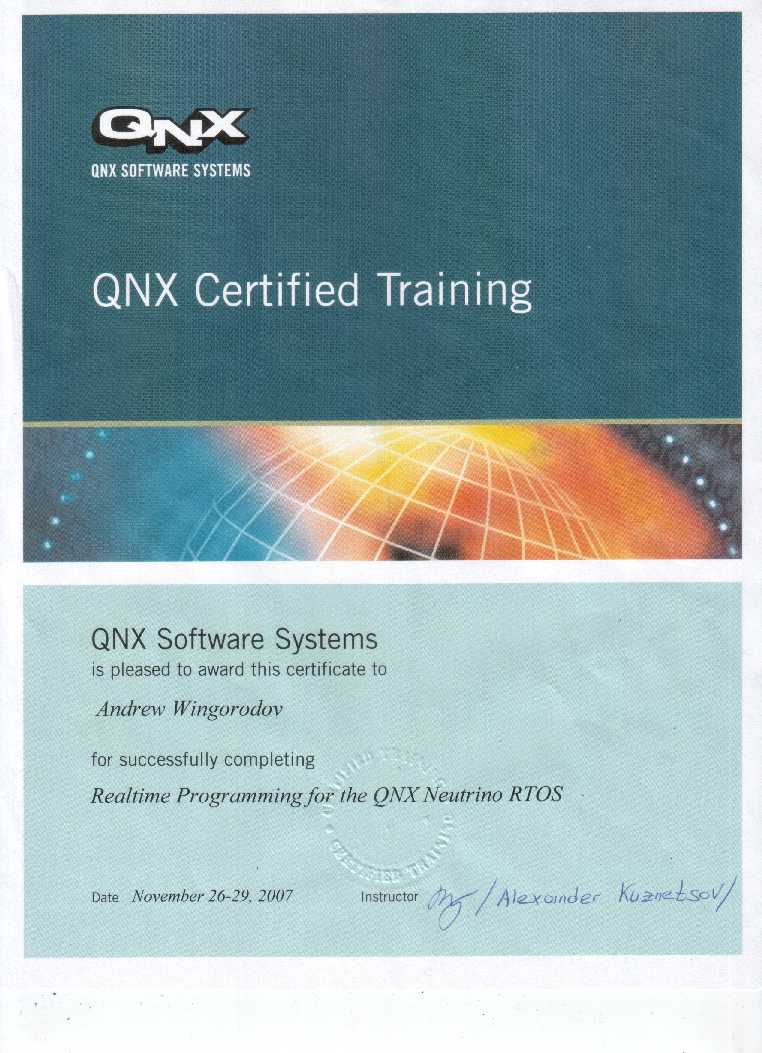 QNX
QNX SOFTWARE SYSTEMS
QNX Certified Training
QNX Software Systems
is pleased to award this certificate to
Andrew Wingorodov
for successfully completing
Realtime Programming for the QNX Neutrino RTOS
CERTIFIED TRAINING
CERTIFIED TRAINING
Date November 26-29, 2007 Instructor /Alexander Kuznetsov/